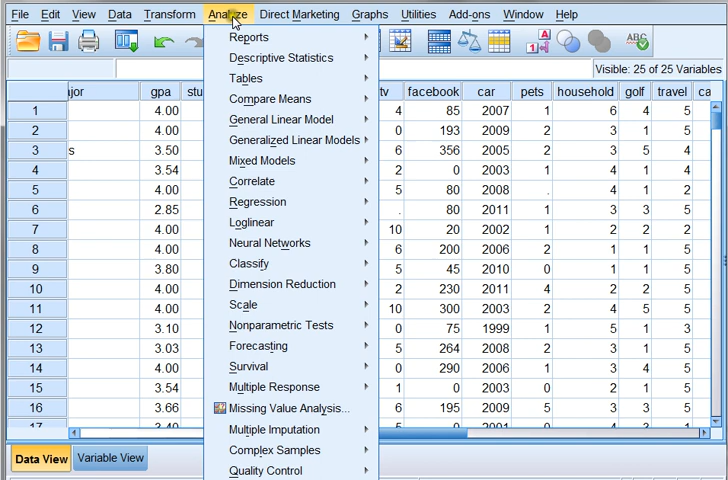 File Edit View Data Transform Analyze Direct Marketing Graphs Utilities Add-ons Window Help
Visible: 25 of 25 Variables
ajor gpa stu tv facebook car pets household golf travel ca
1 4.00 4 85 2007 1 6 4 5
2 4.00 0 193 2009 3 1 5
3 s 3.50 6 356 2005 2 3 5 4
4 3.54 2 0 2003 1 4 1 4
5 4.00 5 80 2008 . 4 1 2
6 2.85 . 80 2011 1 3 3 5
7 4.00 10 20 2002 1 2 2 2
8 4.00 6 200 2006 2 1 1 5
9 3.80 5 45 2010 0 1 1 5
10 4.00 2 230 2011 4 2 2 5
11 4.00 10 300 2003 2 4 5 5
12 3.10 0 75 1999 1 5 1 3
13 3.03 5 264 2008 2 3 1 5
14 4.00 0 290 2006 1 3 4 5
15 3.54 1 0 2003 0 2 1 5
16 3.66 6 195 2009 5 3 3 5
17 3.40 5 0 2001 0 4 3 1
Reports
Descriptive Statistics
Tables
Compare Means
General Linear Model
Generalized Linear Models
Mixed Models
Correlate
Regression
Loglinear
Neural Networks
Classify
Dimension Reduction
Scale
Nonparametric Tests
Forecasting
Survival
Multiple Response
Missing Value Analysis...
Multiple Imputation
Complex Samples
Quality Control
Data View Variable View